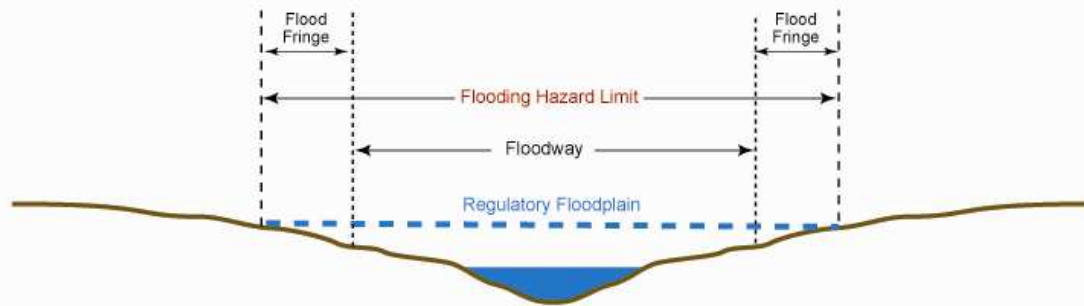 Flood
Fringe
Flood
Fringe
Flooding Hazard Limit
Floodway
Regulatory Floodplain